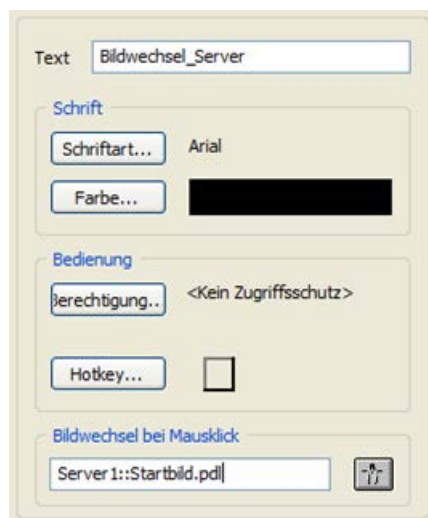 Text Bildwechsel_Server
Schrift
Schriftart... Arial
Farbe...
Bedienung
Berechtigung.. <Kein Zugriffsschutz>
Hotkey...
Bildwechsel bei Mausklick
Server1::Startbild.pdl